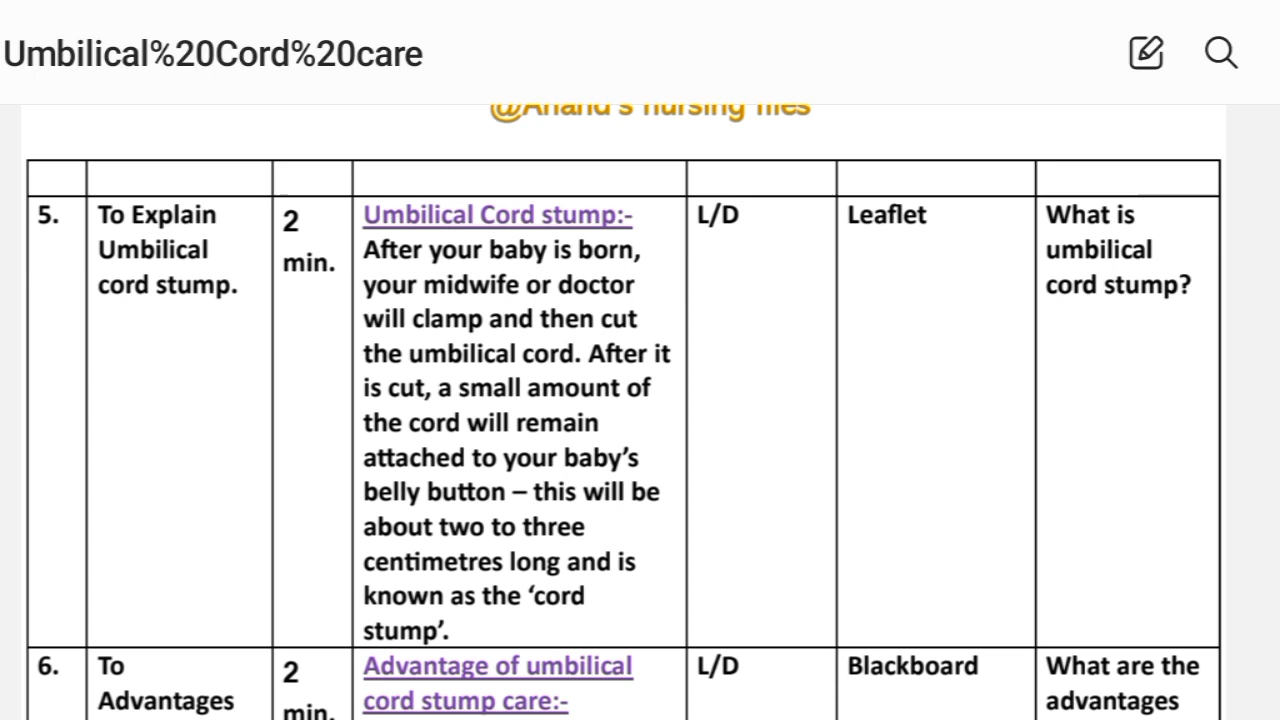 Umbilical%20Cord%20care
@Anand's nursing files
5.
To Explain
Umbilical
cord stump.
2
min.
Umbilical Cord stump:-
After your baby is born,
your midwife or doctor
will clamp and then cut
the umbilical cord. After it
is cut, a small amount of
the cord will remain
attached to your baby’s
belly button – this will be
about two to three
centimetres long and is
known as the ‘cord
stump’.
L/D
Leaflet
What is
umbilical
cord stump?
6.
To
Advantages
2
min.
Advantage of umbilical
cord stump care:-
L/D
Blackboard
What are the
advantages